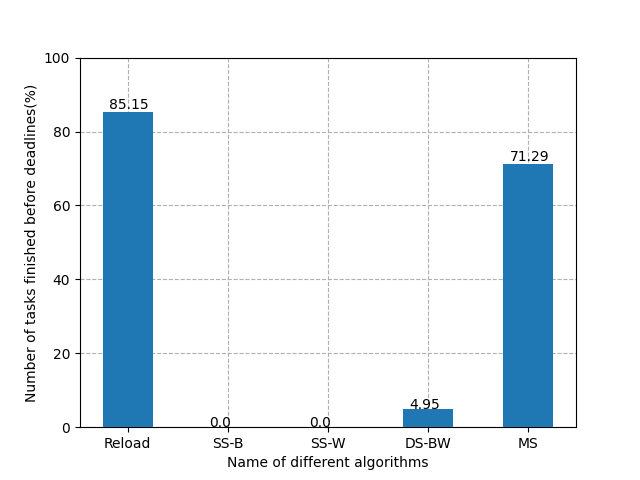 Number of tasks finished before deadlines(%)
100
80
60
40
20
0
85.15
0.0
0.0
4.95
71.29
Reload
SS-B
SS-W
DS-BW
MS
Name of different algorithms